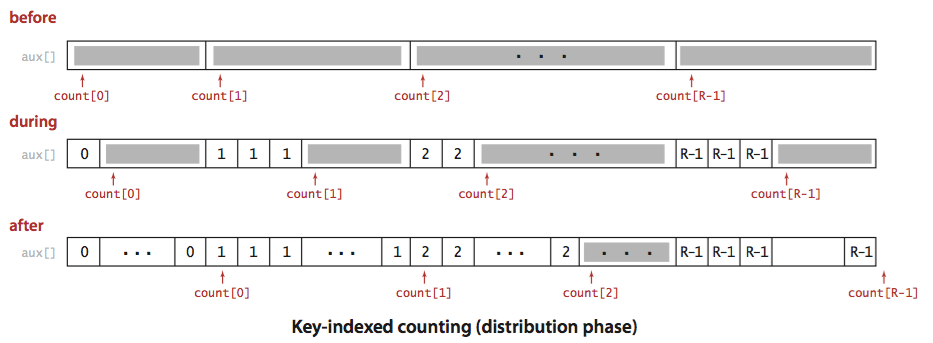 before
aux[] . . .
count[0] count[1] count[2] count[R-1]
during
aux[] 0 1 1 1 2 2 . . . R-1 R-1 R-1
count[0] count[1] count[2] count[R-1]
after
aux[] 0 ... 0 1 1 1 ... 1 2 2 ... 2 . . . R-1 R-1 R-1 R-1
count[0] count[1] count[2] count[R-1]
Key-indexed counting (distribution phase)